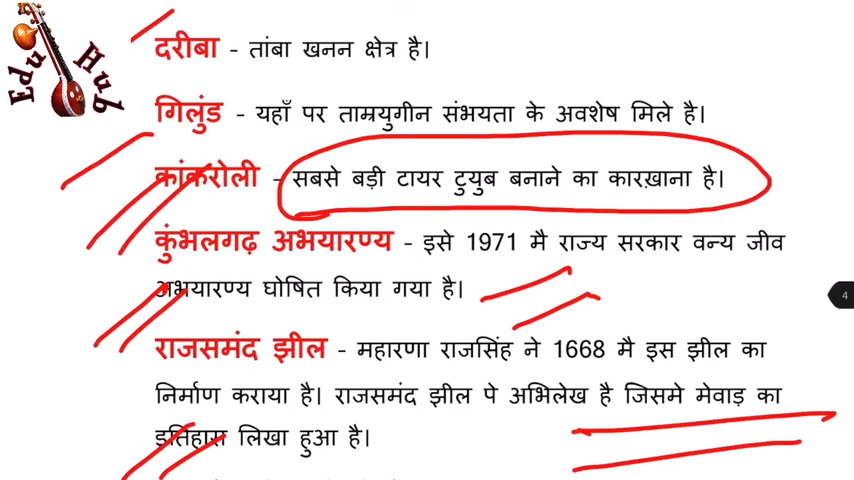 Edu Hub
दरीबा - तांबा खनन क्षेत्र है।
गिलुंड - यहाँ पर ताम्रयुगीन संभयता के अवशेष मिले है।
कांकरोली - सबसे बड़ी टायर टुयुब बनाने का कारख़ाना है।
कुंभलगढ़ अभयारण्य - इसे 1971 मै राज्य सरकार वन्य जीव
अभयारण्य घोषित किया गया है।
4
राजसमंद झील - महारणा राजसिंह ने 1668 मै इस झील का
निर्माण कराया है। राजसमंद झील पे अभिलेख है जिसमे मेवाड़ का
इतिहास लिखा हुआ है।